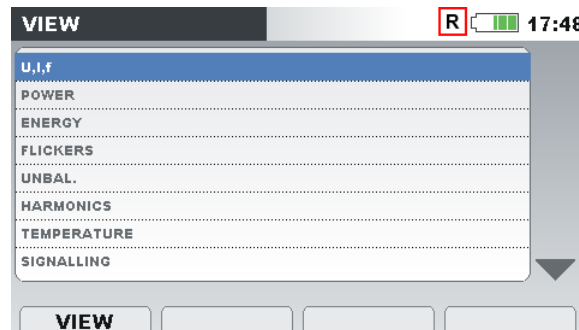 VIEW R 17:48
U,I,f
POWER
ENERGY
FLICKERS
UNBAL.
HARMONICS
TEMPERATURE
SIGNALLING
VIEW